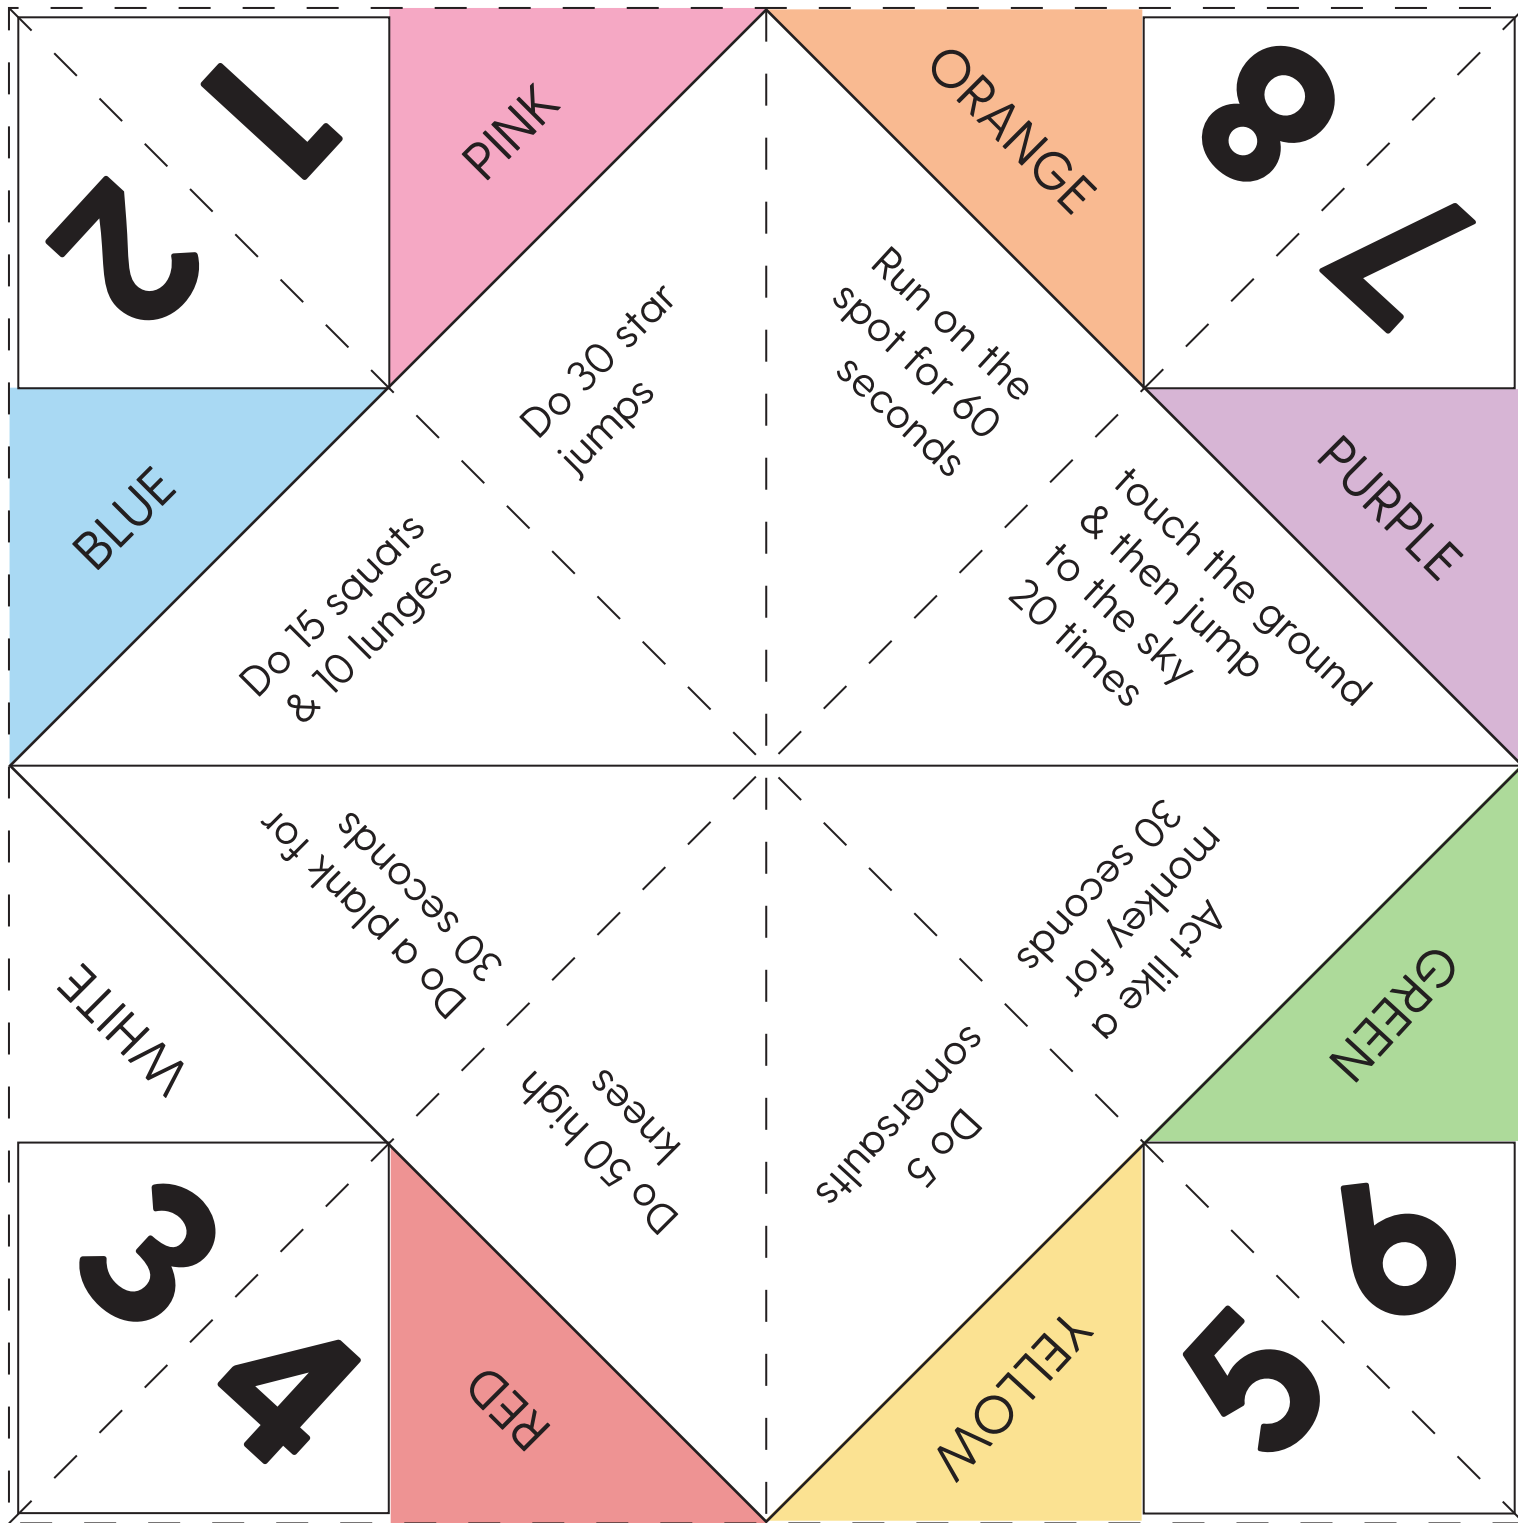 1
2
PINK
ORANGE
8
7
BLUE
Do 30 star
jumps
Run on the
spot for 60
seconds
PURPLE
Do 15 squats
& 10 lunges
touch the ground
& then jump
to the sky
20 times
WHITE
Do a plank for
30 seconds
Act like a
monkey for
30 seconds
GREEN
Do 50 high
knees
Do 5
somersaults
3
4
RED
YELLOW
5
6